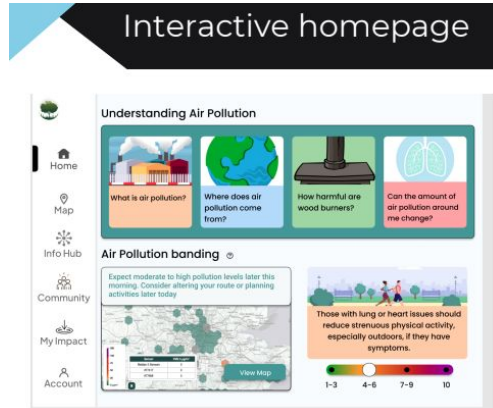 Interactive homepage
Understanding Air Pollution
Home
Map
Info Hub
Community
My Impact
Account
What is air pollution?
Where does air
pollution come
from?
How harmful are
wood burners?
Can the amount of
air pollution around
me change?
Air Pollution banding
Expect moderate to high pollution levels later this
morning. Consider altering your route or planning
activities later today
View Map
Those with lung or heart issues should
reduce strenuous physical activity,
especially outdoors, if they have
symptoms.
1-3
4-6
7-9
10